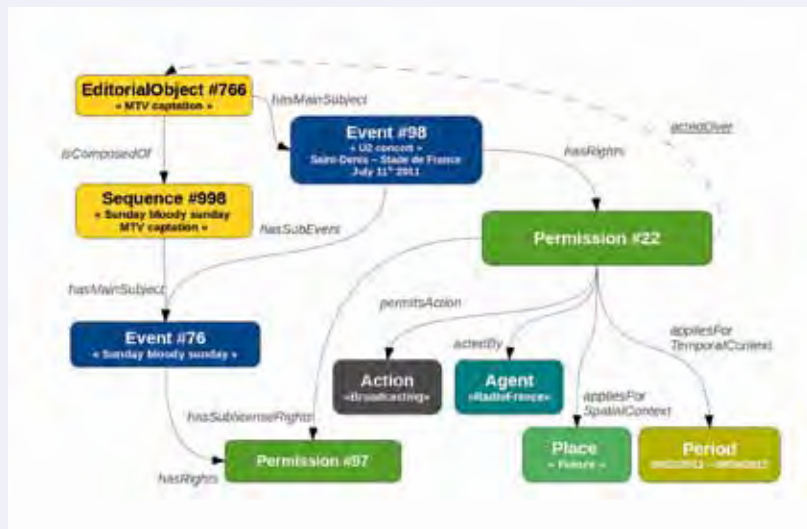 EditorialObject #766
« MTV captation »
hasMainSubject
actedOver
Event #98
« U2 concert »
Saint-Denis – Stade de France
July 11th 2011
isComposedOf
hasRights
Sequence #998
« Sunday bloody sunday
MTV captation »
hasSubEvent
Permission #22
hasMainSubject
permitsAction
Event #76
« Sunday bloody sunday »
actedBy
appliesFor
TemporalContext
Action
«Broadcasting»
Agent
«RadioFrance»
appliesFor
SpatialContext
hasSublicenseRights
Place
Period
Permission #97
hasRights